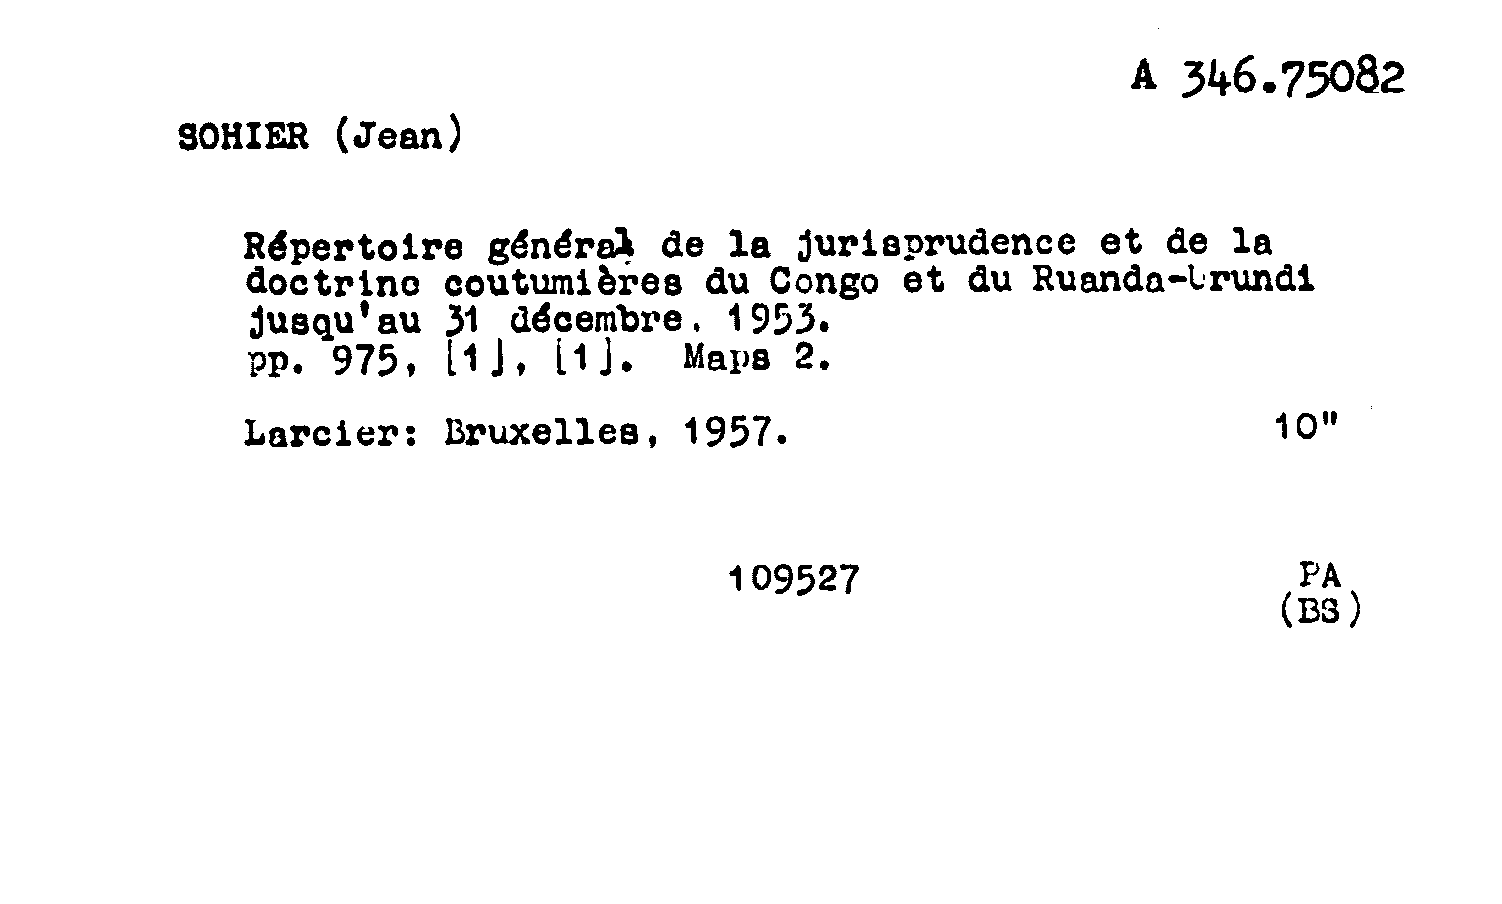 A 346.75082
SOHIER (Jean)
Répertoire général de la jurisprudence et de la
doctrine coutumières du Congo et du Ruanda-Urundi
jusqu'au 31 décembre, 1953.
pp. 975, [1], [1]. Maps 2.
Larcier: Bruxelles, 1957. 10"
109527 PA
(BS)